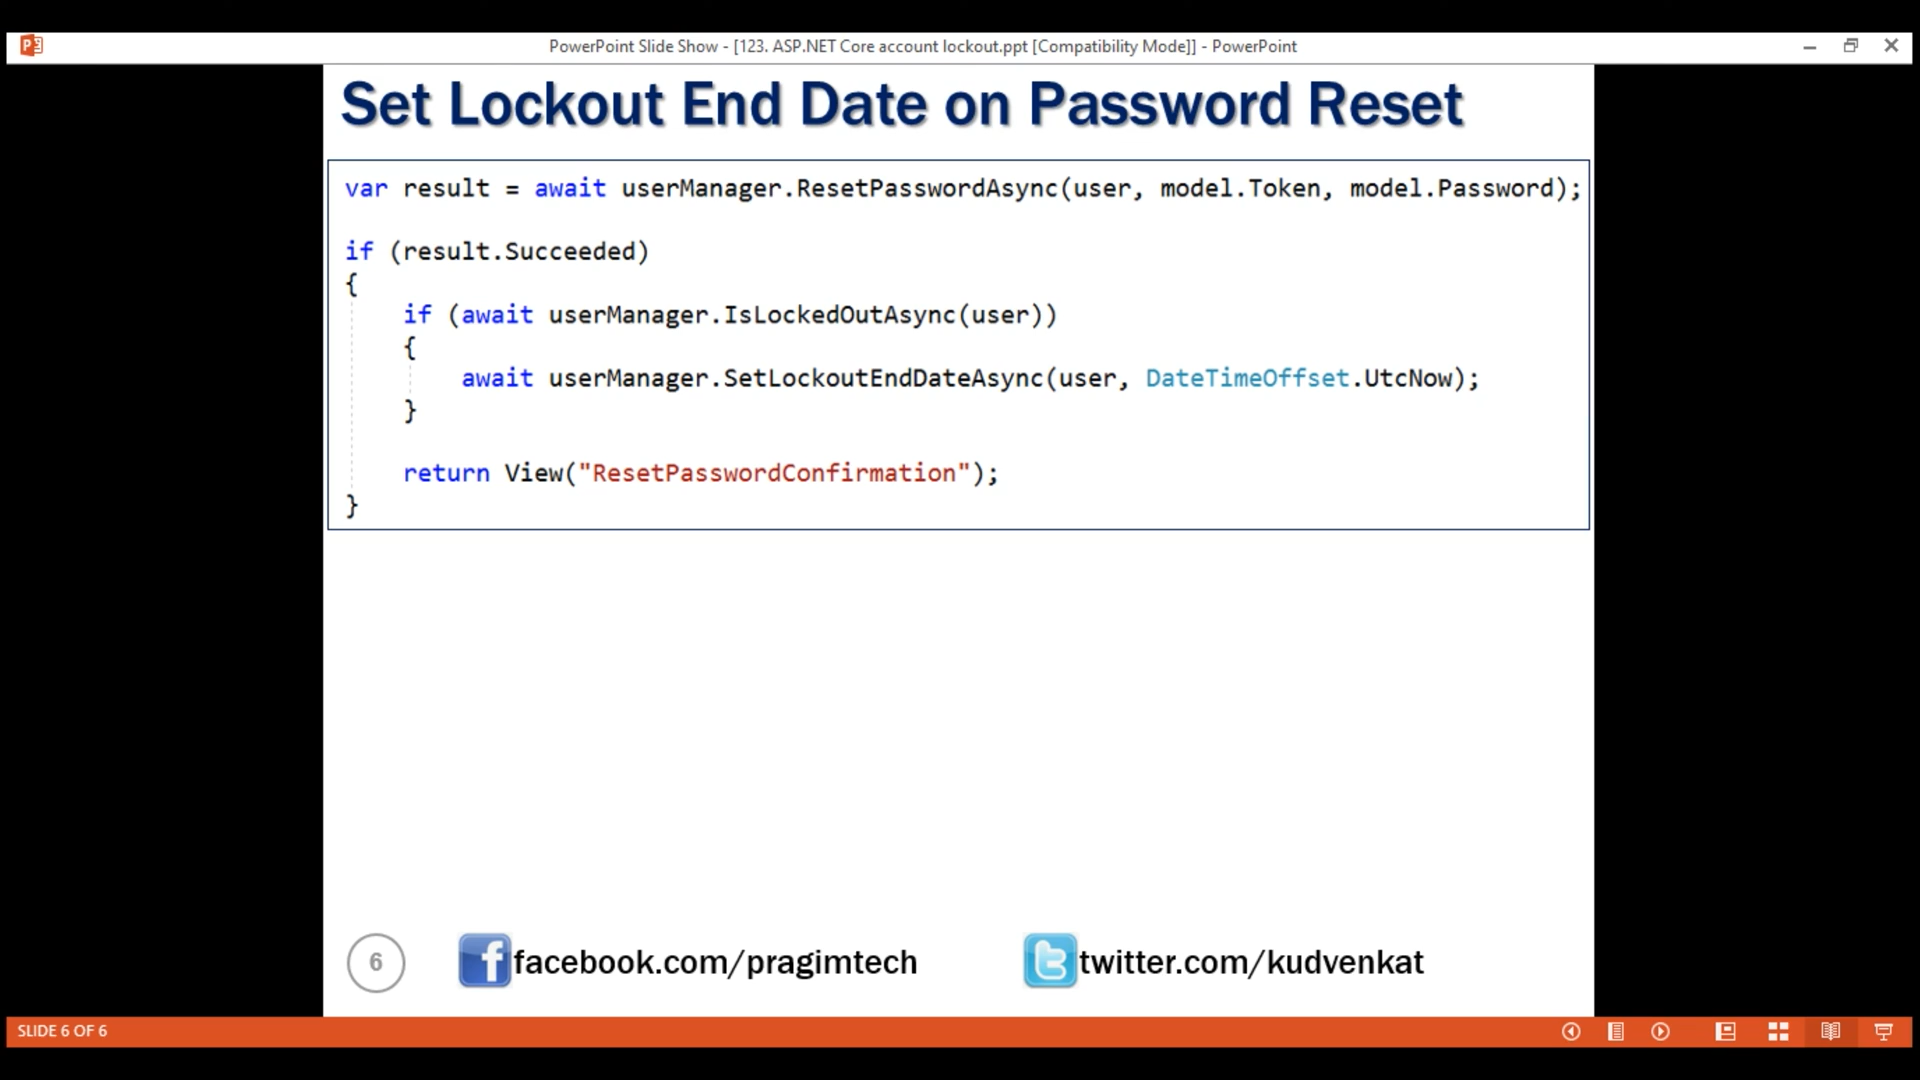 PowerPoint Slide Show - [123. ASP.NET Core account lockout.ppt [Compatibility Mode]] - PowerPoint
Set Lockout End Date on Password Reset
var result = await userManager.ResetPasswordAsync(user, model.Token, model.Password);
if (result.Succeeded)
{
    if (await userManager.IsLockedOutAsync(user))
    {
        await userManager.SetLockoutEndDateAsync(user, DateTimeOffset.UtcNow);
    }
    return View("ResetPasswordConfirmation");
}
6 facebook.com/pragimtech twitter.com/kudvenkat
SLIDE 6 OF 6